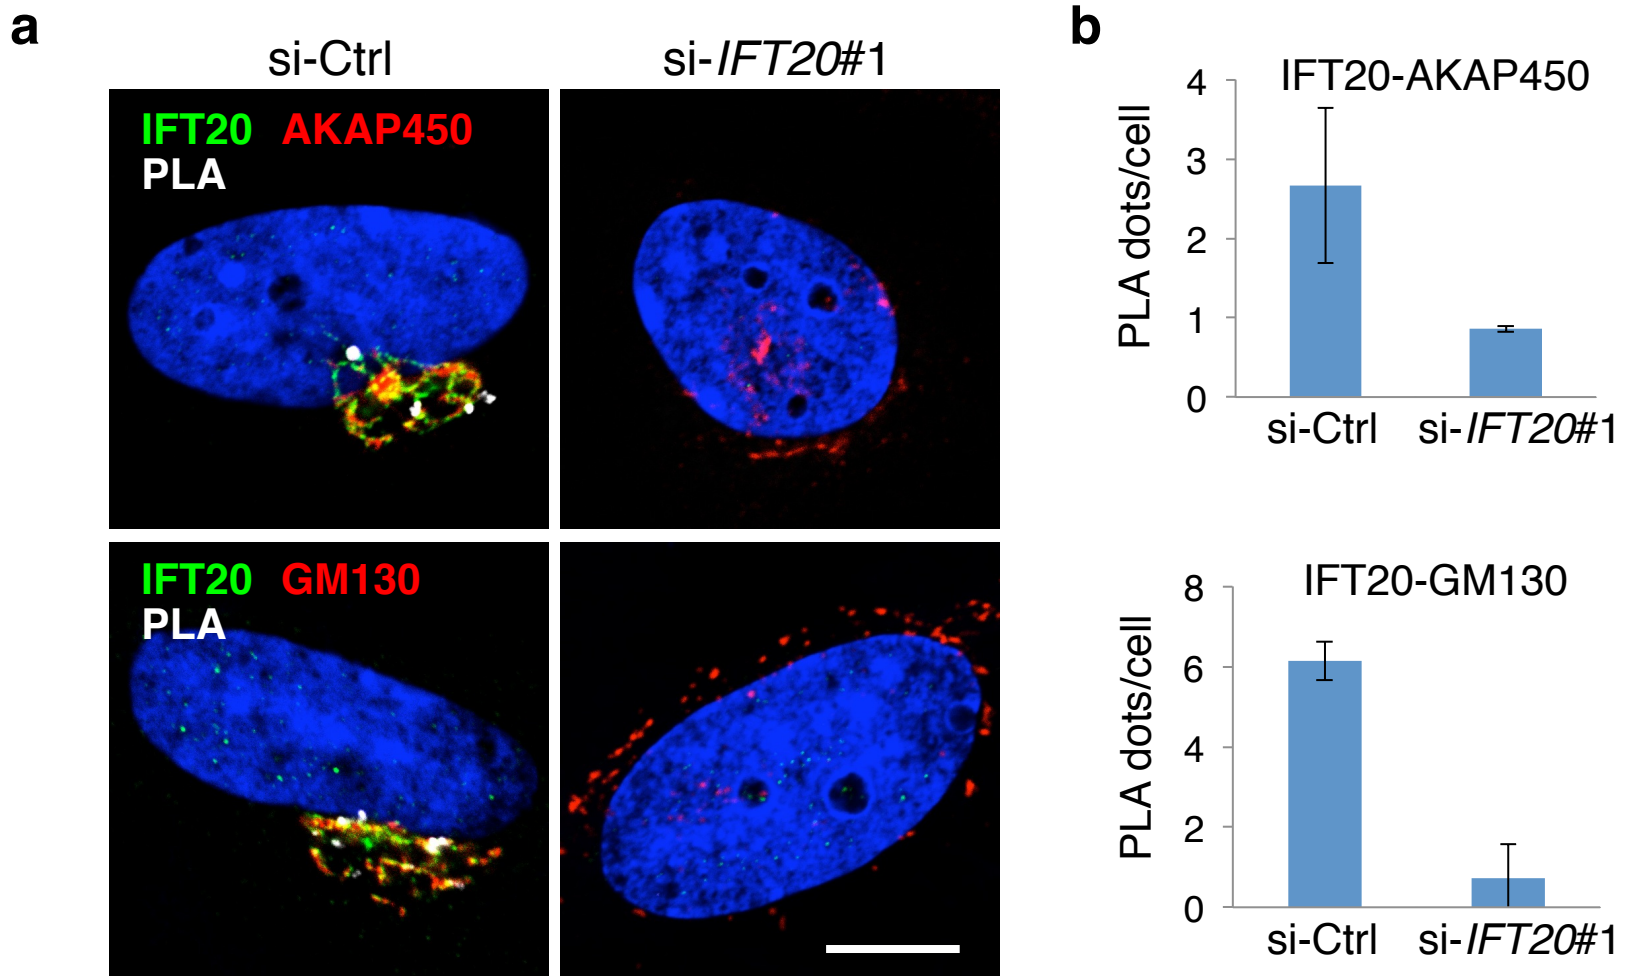 a
si-Ctrl
si-IFT20#1
IFT20 AKAP450
PLA
IFT20 GM130
PLA
b
IFT20-AKAP450
PLA dots/cell
4
3
2
1
0
si-Ctrl
si-IFT20#1
IFT20-GM130
PLA dots/cell
8
6
4
2
0
si-Ctrl
si-IFT20#1